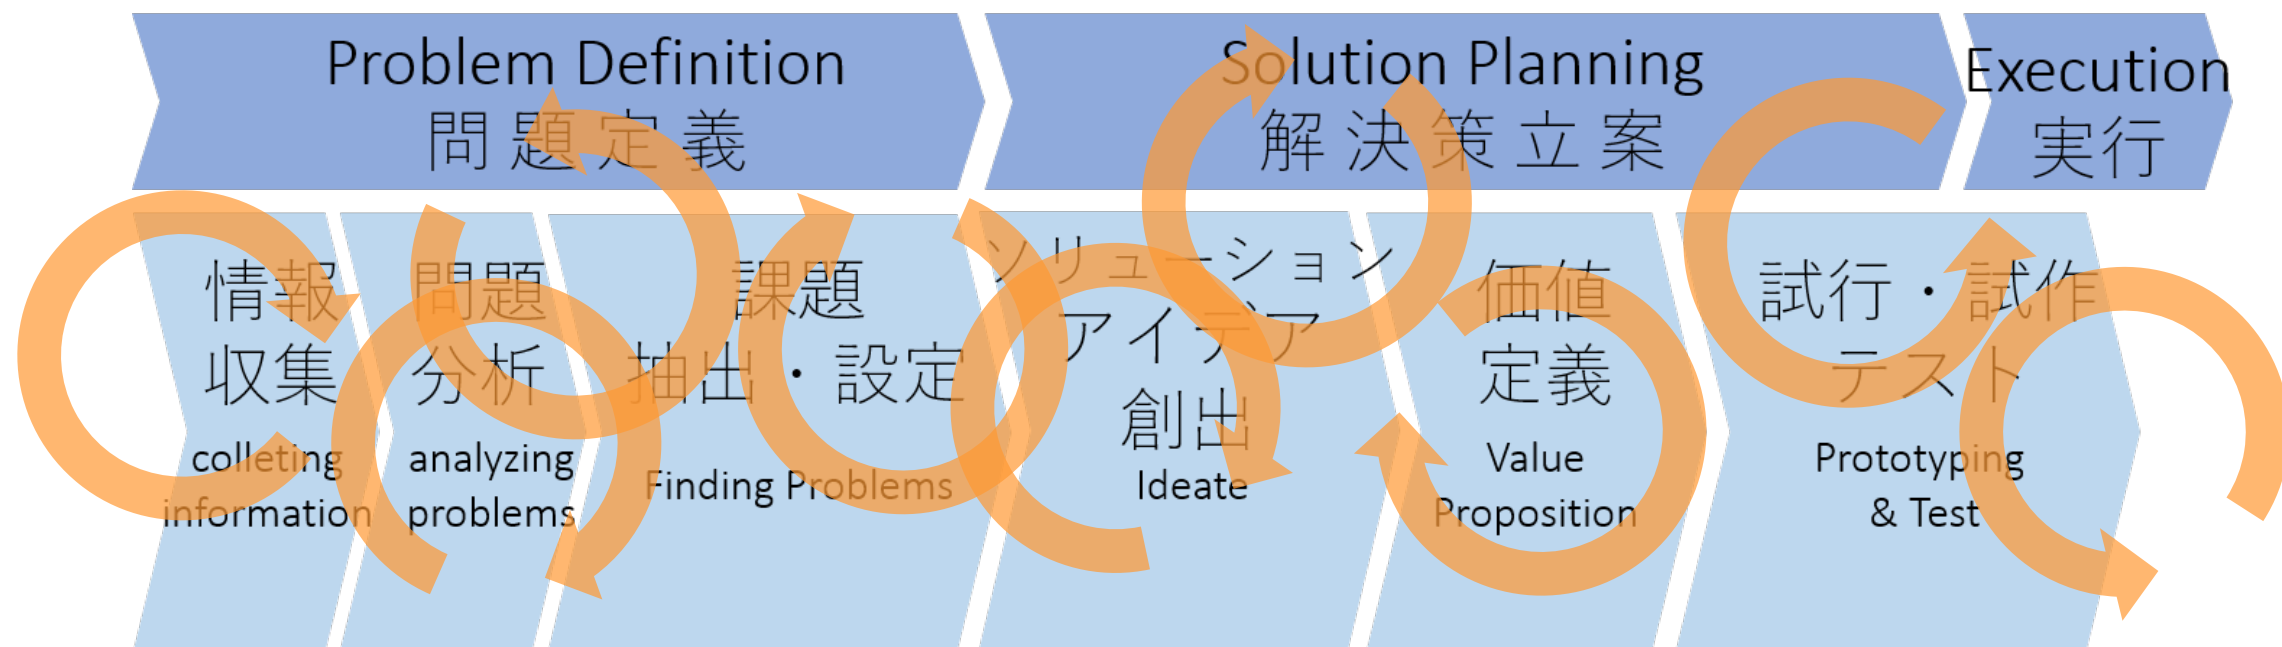 Problem Definition
問題定義
Solution Planning
解決策立案
Execution
実行
情報
収集
colleting
information
問題
分析
analyzing
problems
課題
抽出・設定
Finding Problems
ソリューション
アイデア
創出
Ideate
価値
定義
Value
Proposition
試行・試作
テスト
Prototyping
& Test